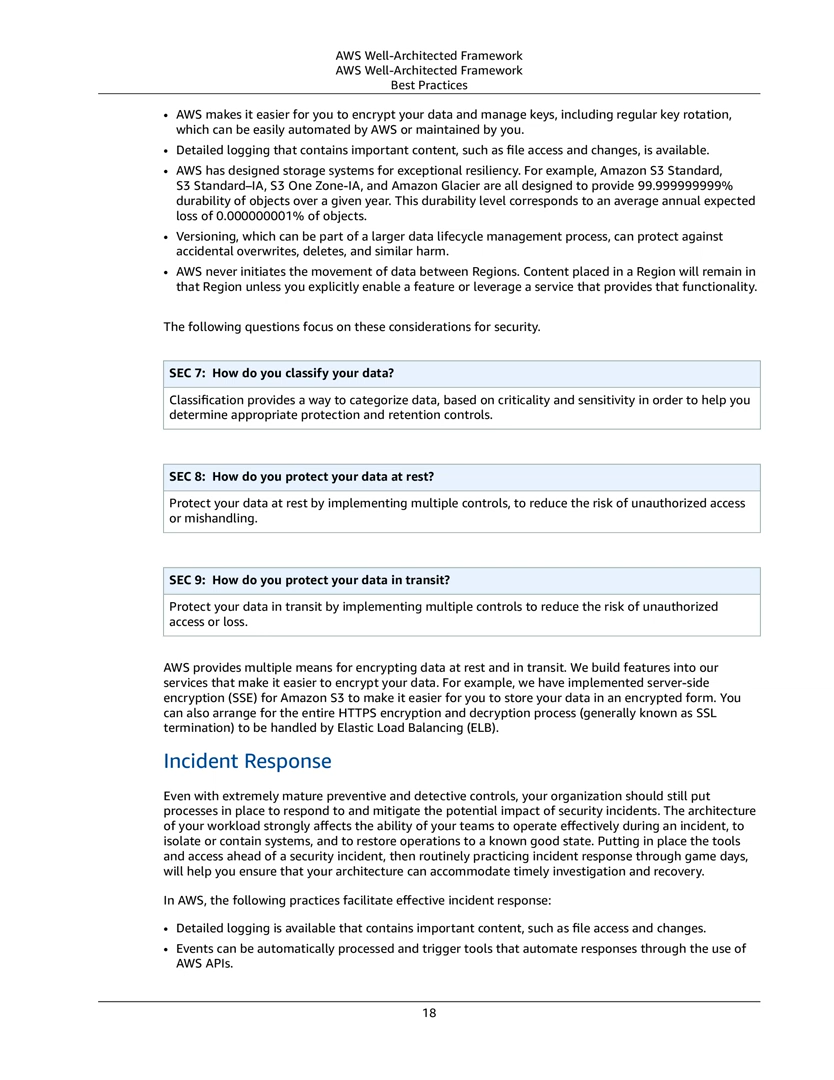 AWS Well-Architected Framework
AWS Well-Architected Framework
Best Practices
• AWS makes it easier for you to encrypt your data and manage keys, including regular key rotation,
which can be easily automated by AWS or maintained by you.
• Detailed logging that contains important content, such as file access and changes, is available.
• AWS has designed storage systems for exceptional resiliency. For example, Amazon S3 Standard,
S3 Standard–IA, S3 One Zone-IA, and Amazon Glacier are all designed to provide 99.999999999%
durability of objects over a given year. This durability level corresponds to an average annual expected
loss of 0.000000001% of objects.
• Versioning, which can be part of a larger data lifecycle management process, can protect against
accidental overwrites, deletes, and similar harm.
• AWS never initiates the movement of data between Regions. Content placed in a Region will remain in
that Region unless you explicitly enable a feature or leverage a service that provides that functionality.
The following questions focus on these considerations for security.
SEC 7: How do you classify your data?
Classification provides a way to categorize data, based on criticality and sensitivity in order to help you
determine appropriate protection and retention controls.
SEC 8: How do you protect your data at rest?
Protect your data at rest by implementing multiple controls, to reduce the risk of unauthorized access
or mishandling.
SEC 9: How do you protect your data in transit?
Protect your data in transit by implementing multiple controls to reduce the risk of unauthorized
access or loss.
AWS provides multiple means for encrypting data at rest and in transit. We build features into our
services that make it easier to encrypt your data. For example, we have implemented server-side
encryption (SSE) for Amazon S3 to make it easier for you to store your data in an encrypted form. You
can also arrange for the entire HTTPS encryption and decryption process (generally known as SSL
termination) to be handled by Elastic Load Balancing (ELB).
Incident Response
Even with extremely mature preventive and detective controls, your organization should still put
processes in place to respond to and mitigate the potential impact of security incidents. The architecture
of your workload strongly affects the ability of your teams to operate effectively during an incident, to
isolate or contain systems, and to restore operations to a known good state. Putting in place the tools
and access ahead of a security incident, then routinely practicing incident response through game days,
will help you ensure that your architecture can accommodate timely investigation and recovery.
In AWS, the following practices facilitate effective incident response:
• Detailed logging is available that contains important content, such as file access and changes.
• Events can be automatically processed and trigger tools that automate responses through the use of
AWS APIs.
18